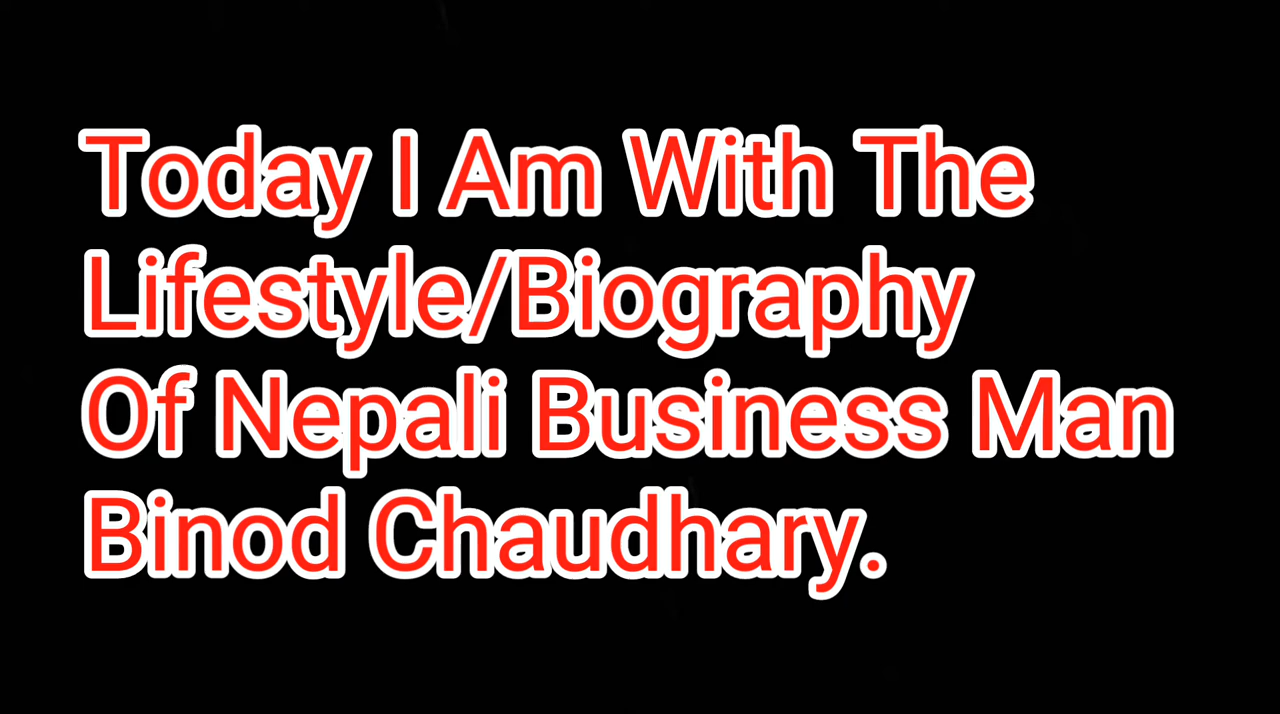 Today I Am With The
Lifestyle/Biography
Of Nepali Business Man
Binod Chaudhary.